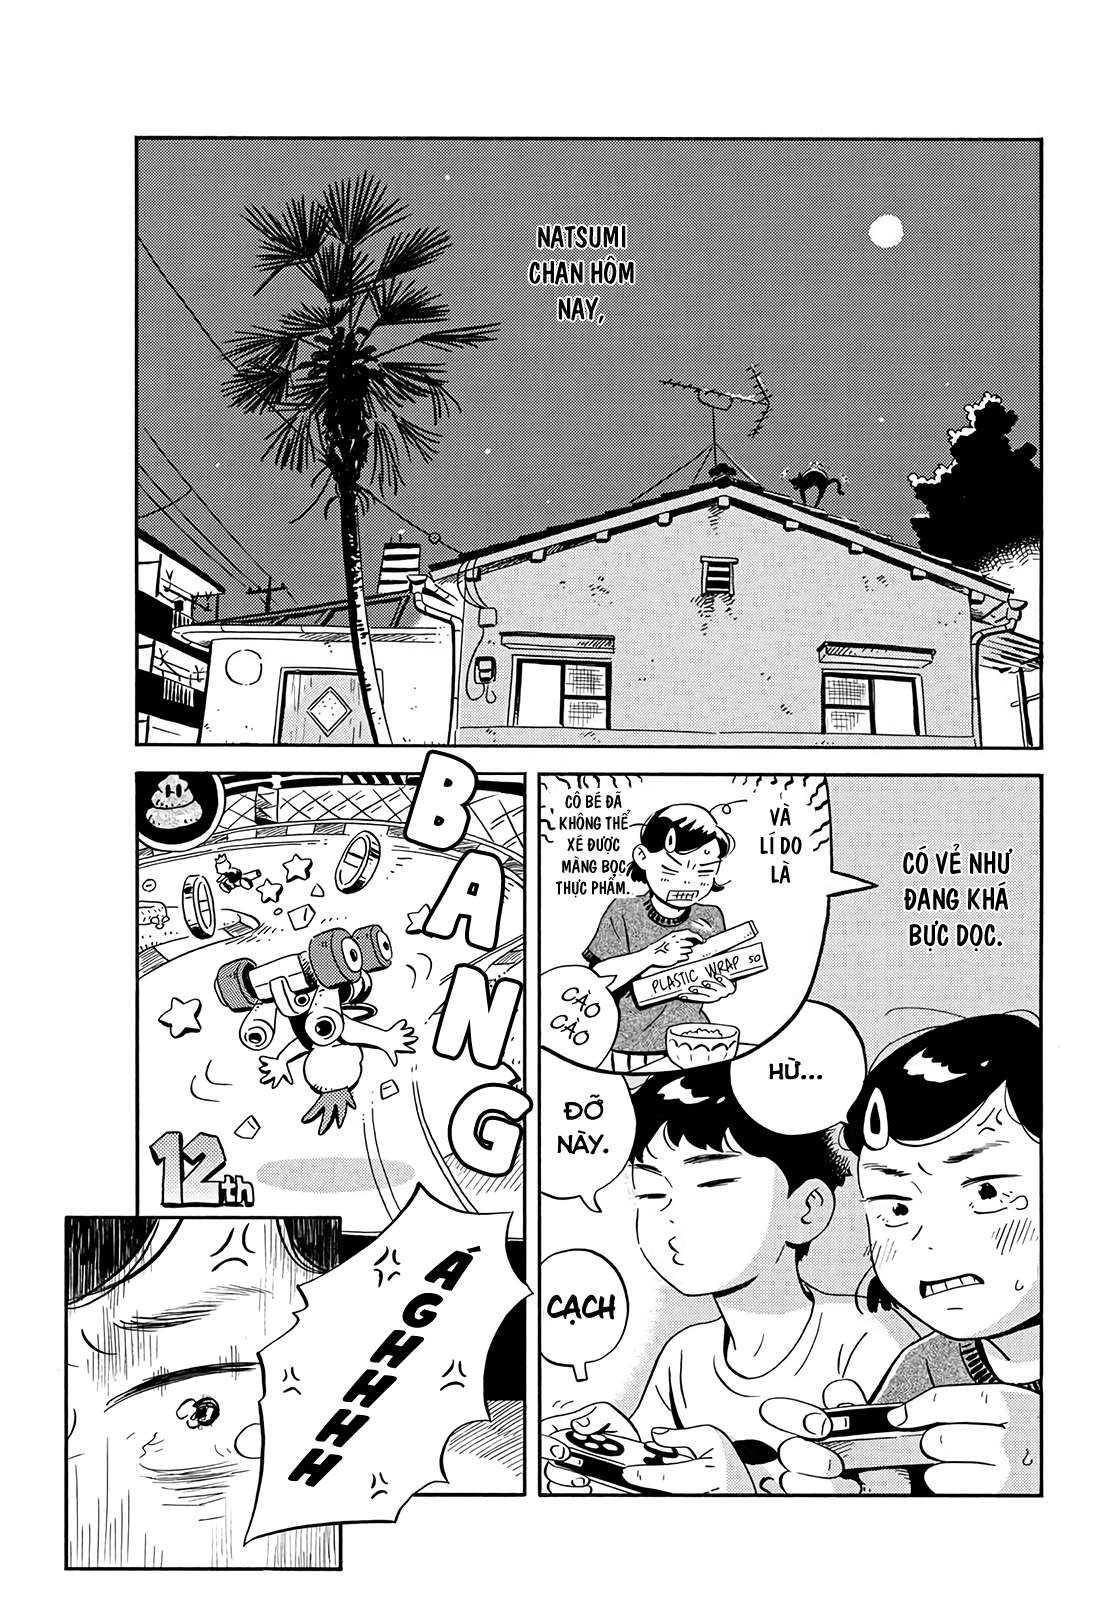 NATSUMI
CHAN HÔM
NAY,
CÓ VẺ NHƯ
ĐANG KHÁ
BỰC DỌC.
VÀ
LÍ DO
LÀ
CÔ BÉ ĐÃ
KHÔNG THỂ
XÉ ĐƯỢC
MÀNG BỌC
THỰC PHẨM.
PLASTIC WRAP 50
CÀO
CÀO
HỪ...
ĐỠ
NÀY.
CẠCH
BANG
12th
ÁGHHHH